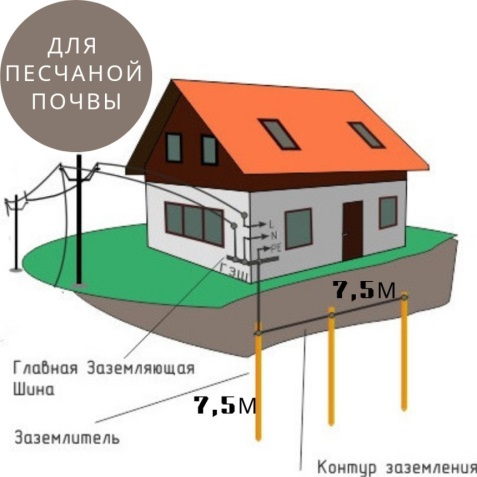 ДЛЯ
ПЕСЧАНОЙ
ПОЧВЫ
L
N
PE
ГЗШ
7,5М
Главная Заземляющая
Шина
7,5М
Заземлитель
Контур заземления